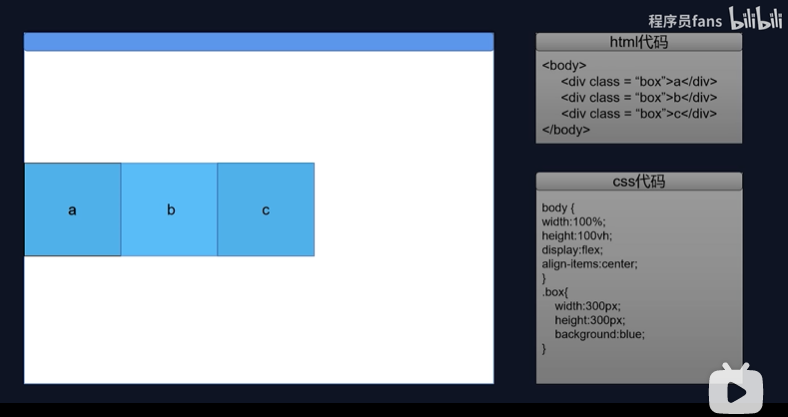 程序员fans bilibili
html代码
<body>
<div class = “box”>a</div>
<div class = “box”>b</div>
<div class = “box”>c</div>
</body>
a b c
css代码
body {
width:100%;
height:100vh;
display:flex;
align-items:center;
}
.box{
width:300px;
height:300px;
background:blue;
}